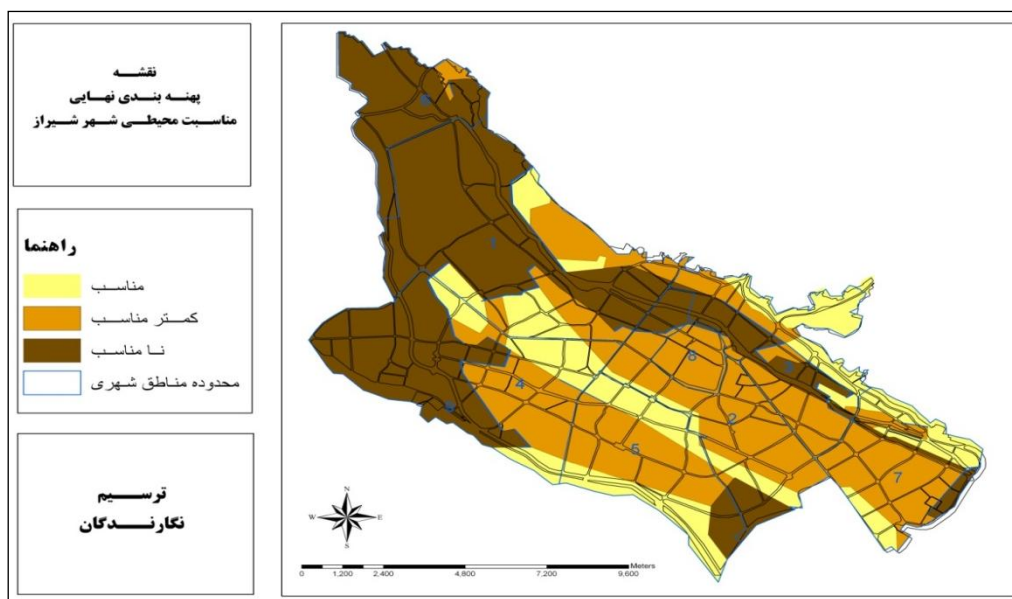 نقشه
پهنه بندی نهایی
مناسبت محیطی شهر شیراز
راهنما
مناسب
کمتر مناسب
نا مناسب
محدوده مناطق شهری
ترسیم
نگارندگان
1
4
5
2
7
N
W E
S
Meters
0 1,200 2,400 4,800 7,200 9,600